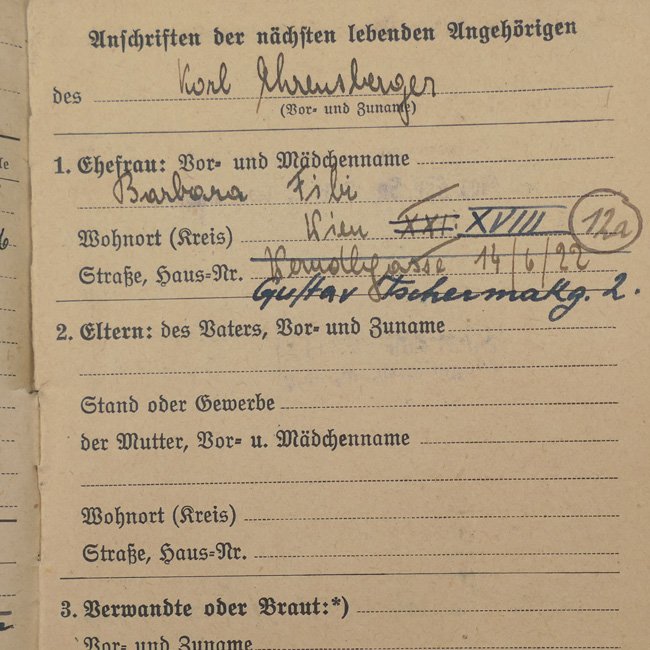 Anschriften der nächsten lebenden Angehörigen
des Karl Ehrensberger
(Vor- und Zuname)
1. Ehefrau: Vor- und Mädchenname
Barbara Fibi
Wohnort (Kreis) Wien XXI. XVIII 12a
Straße, Haus-Nr. 14/6/22
Gustav Tschermakg. 2.
2. Eltern: des Vaters, Vor- und Zuname
Stand oder Gewerbe
der Mutter, Vor- u. Mädchenname
Wohnort (Kreis)
Straße, Haus-Nr.
3. Verwandte oder Braut:*)
Vor- und Zuname